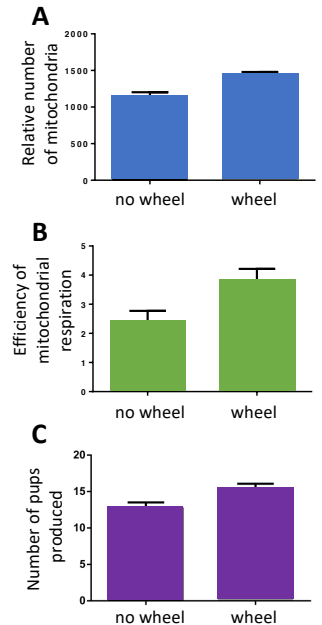 A
Relative number
of mitochondria
2000
1500
1000
500
0
no wheel wheel
B
Efficiency of
mitochondrial
respiration
5
4
3
2
1
0
no wheel wheel
C
Number of pups
produced
20
15
10
5
0
no wheel wheel